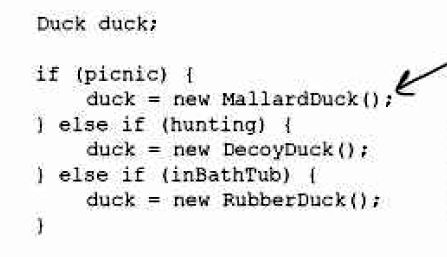 Duck duck;
if (picnic) {
duck = new MallardDuck();
} else if (hunting) {
duck = new DecoyDuck();
} else if (inBathTub) {
duck = new RubberDuck();
}